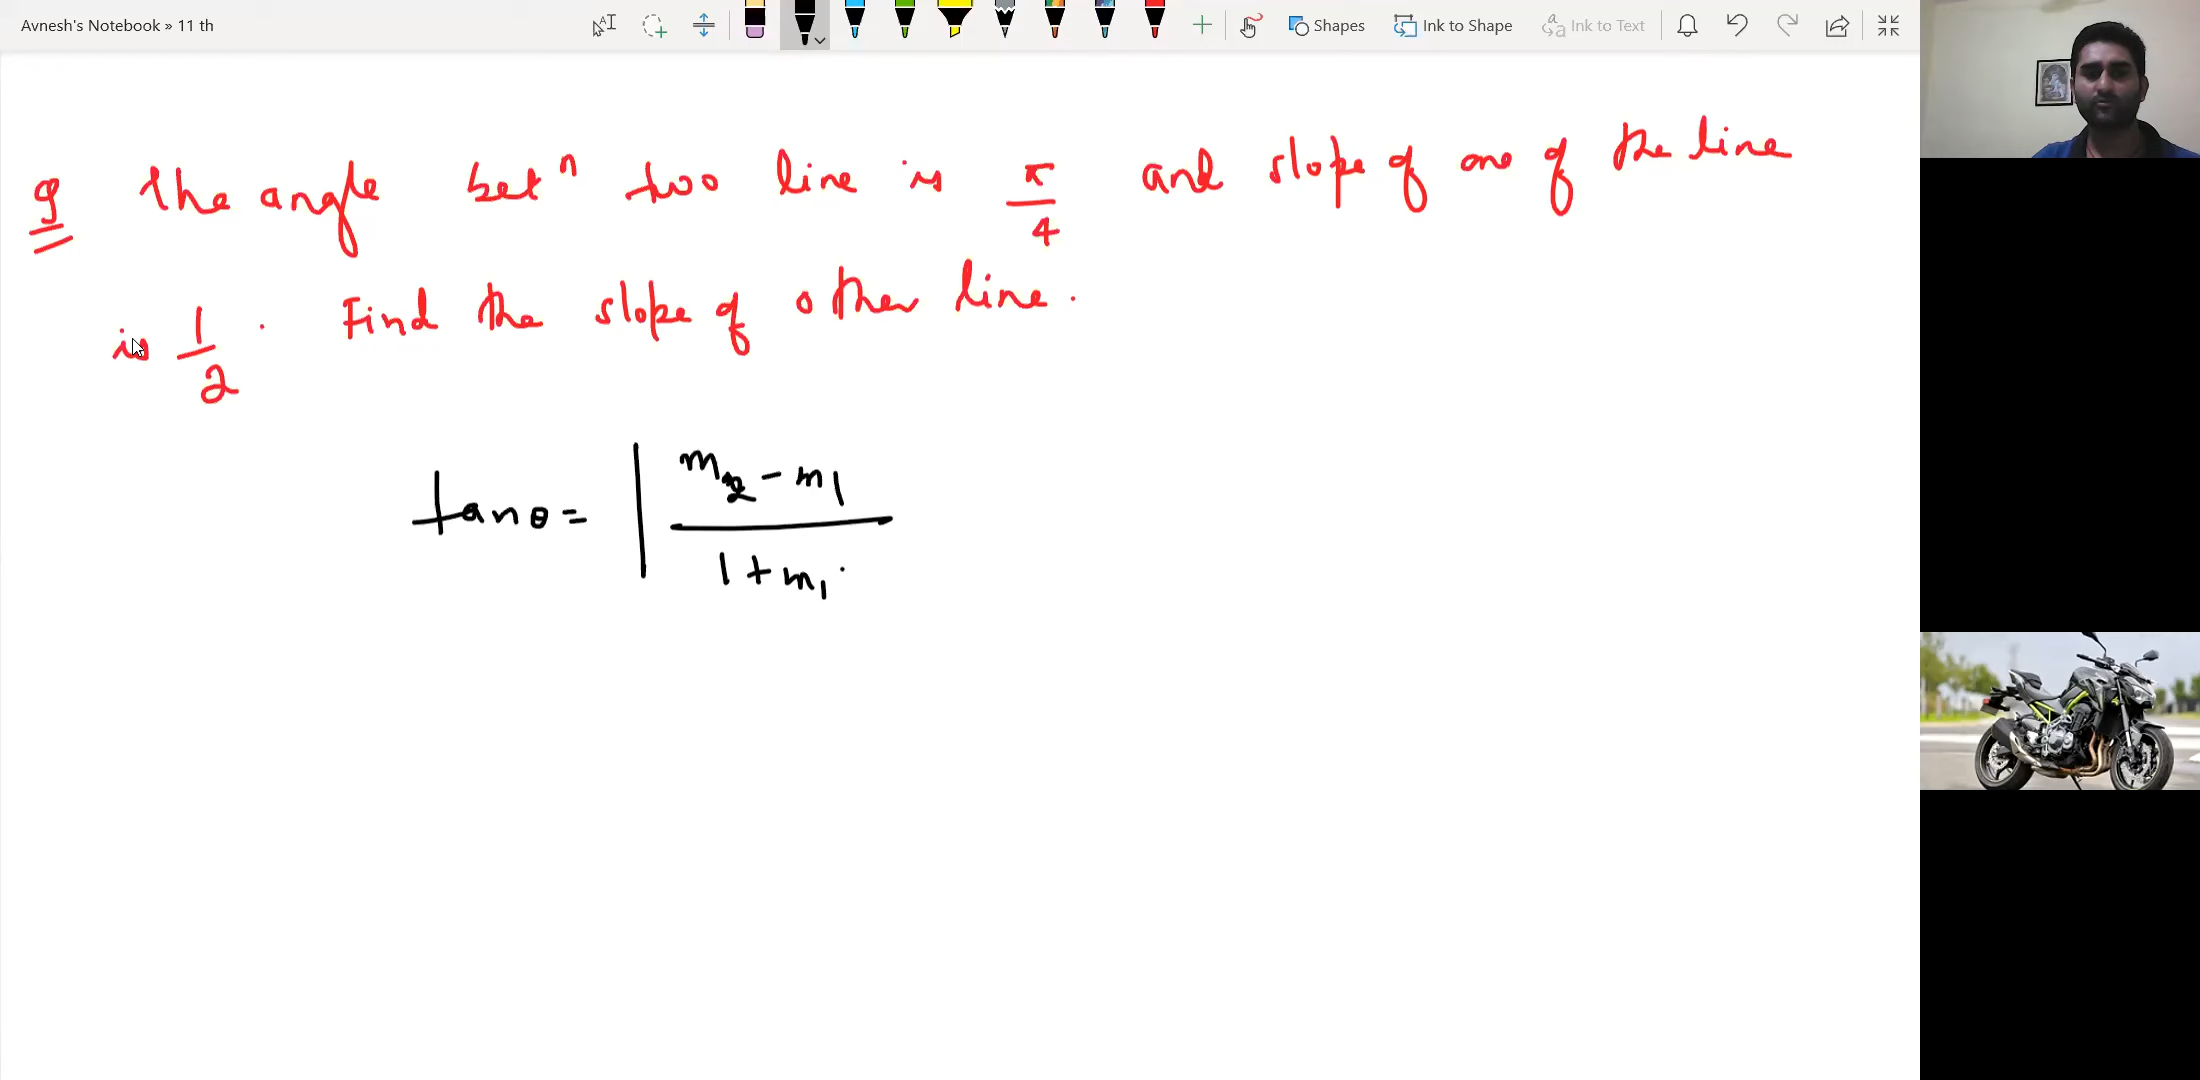 Avnesh's Notebook » 11 th
Shapes
Ink to Shape
Ink to Text
Q The angle betn two line is π/4 and slope of one of the line
is 1/2 . Find the slope of other line.
tanθ = | m2 - m1
1 + m1 .